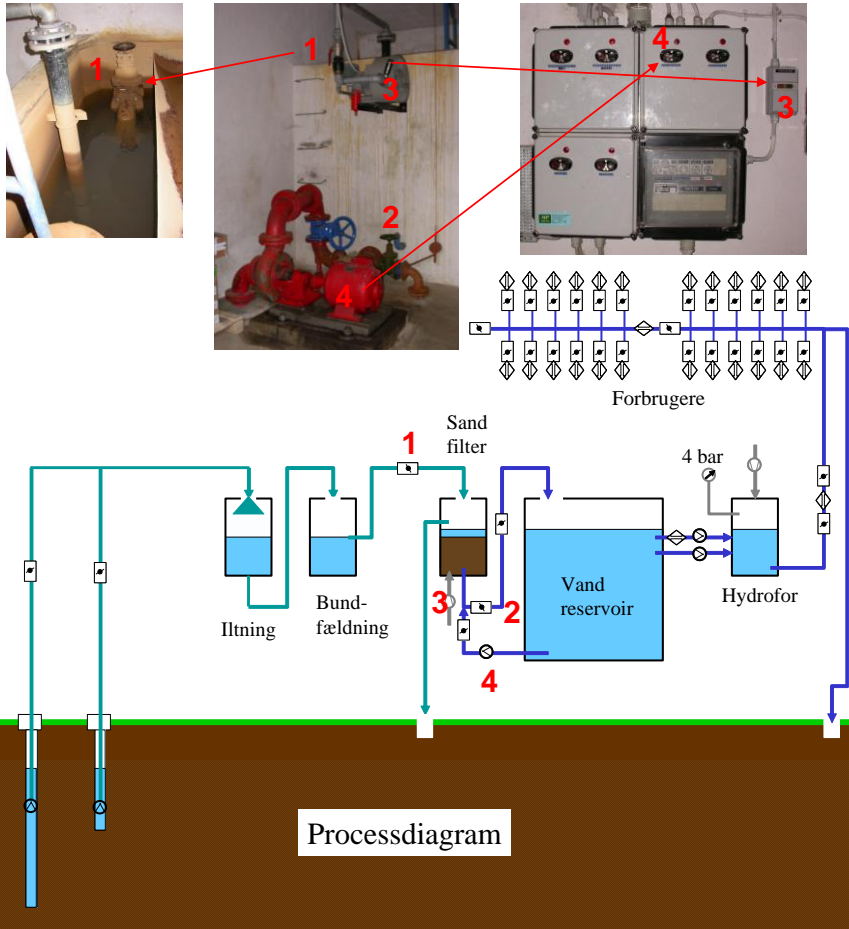 1
1
3
2
4
4
3
Forbrugere
Sand
filter
1
4 bar
Vand
reservoir
Hydrofor
Iltning
Bund-
fældning
3
2
4
Processdiagram